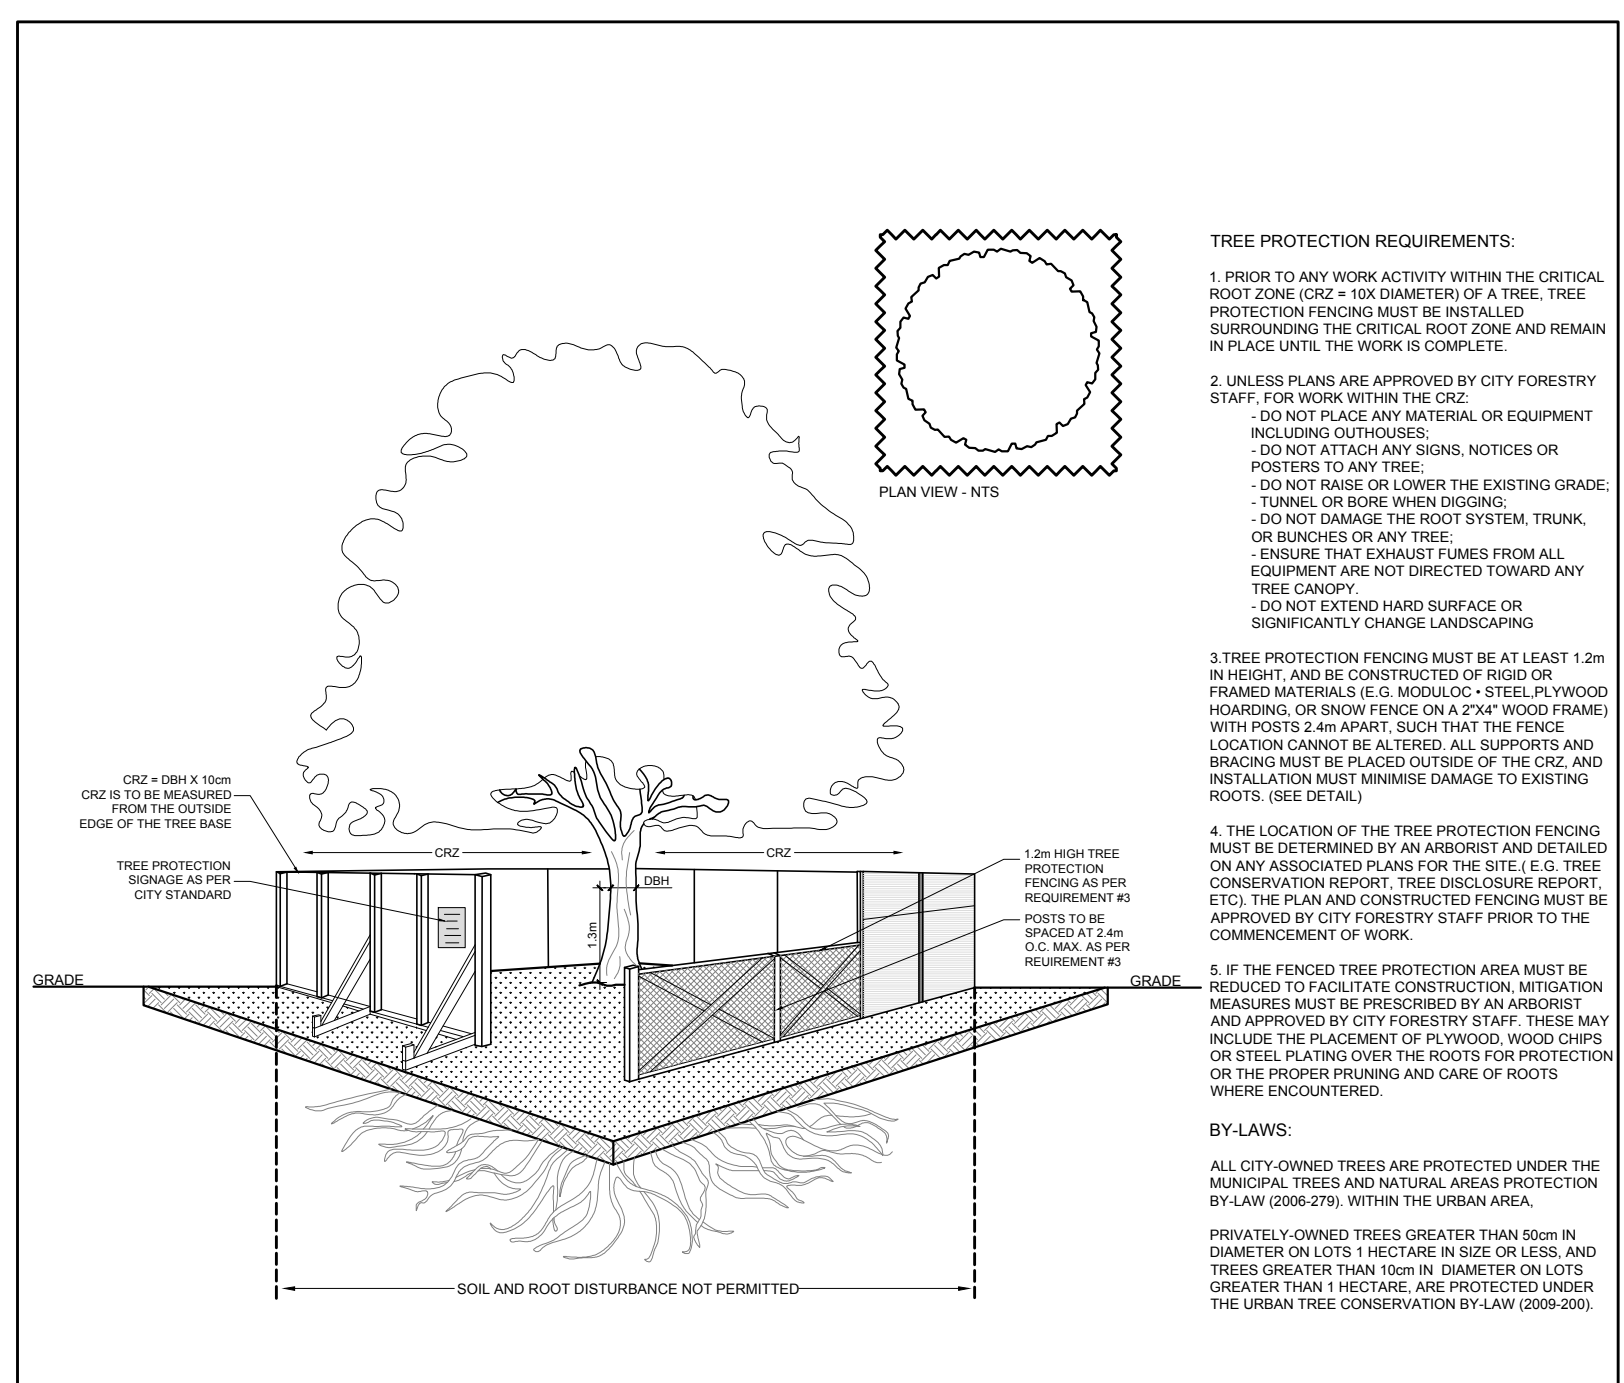 PLAN VIEW - NTS
CRZ = DBH X 10cm
CRZ IS TO BE MEASURED
FROM THE OUTSIDE
EDGE OF THE TREE BASE
TREE PROTECTION
SIGNAGE AS PER
CITY STANDARD
CRZ
CRZ
DBH
1.3m
1.2m HIGH TREE
PROTECTION
FENCING AS PER
REQUIREMENT #3
POSTS TO BE
SPACED AT 2.4m
O.C. MAX. AS PER
REUIREMENT #3
GRADE
GRADE
SOIL AND ROOT DISTURBANCE NOT PERMITTED
TREE PROTECTION REQUIREMENTS:
1. PRIOR TO ANY WORK ACTIVITY WITHIN THE CRITICAL
ROOT ZONE (CRZ = 10X DIAMETER) OF A TREE, TREE
PROTECTION FENCING MUST BE INSTALLED
SURROUNDING THE CRITICAL ROOT ZONE AND REMAIN
IN PLACE UNTIL THE WORK IS COMPLETE.
2. UNLESS PLANS ARE APPROVED BY CITY FORESTRY
STAFF, FOR WORK WITHIN THE CRZ:
- DO NOT PLACE ANY MATERIAL OR EQUIPMENT
INCLUDING OUTHOUSES;
- DO NOT ATTACH ANY SIGNS, NOTICES OR
POSTERS TO ANY TREE;
- DO NOT RAISE OR LOWER THE EXISTING GRADE;
- TUNNEL OR BORE WHEN DIGGING;
- DO NOT DAMAGE THE ROOT SYSTEM, TRUNK,
OR BUNCHES OR ANY TREE;
- ENSURE THAT EXHAUST FUMES FROM ALL
EQUIPMENT ARE NOT DIRECTED TOWARD ANY
TREE CANOPY.
- DO NOT EXTEND HARD SURFACE OR
SIGNIFICANTLY CHANGE LANDSCAPING
3.TREE PROTECTION FENCING MUST BE AT LEAST 1.2m
IN HEIGHT, AND BE CONSTRUCTED OF RIGID OR
FRAMED MATERIALS (E.G. MODULOC • STEEL,PLYWOOD
HOARDING, OR SNOW FENCE ON A 2"X4" WOOD FRAME)
WITH POSTS 2.4m APART, SUCH THAT THE FENCE
LOCATION CANNOT BE ALTERED. ALL SUPPORTS AND
BRACING MUST BE PLACED OUTSIDE OF THE CRZ, AND
INSTALLATION MUST MINIMISE DAMAGE TO EXISTING
ROOTS. (SEE DETAIL)
4. THE LOCATION OF THE TREE PROTECTION FENCING
MUST BE DETERMINED BY AN ARBORIST AND DETAILED
ON ANY ASSOCIATED PLANS FOR THE SITE.( E.G. TREE
CONSERVATION REPORT, TREE DISCLOSURE REPORT,
ETC). THE PLAN AND CONSTRUCTED FENCING MUST BE
APPROVED BY CITY FORESTRY STAFF PRIOR TO THE
COMMENCEMENT OF WORK.
5. IF THE FENCED TREE PROTECTION AREA MUST BE
REDUCED TO FACILITATE CONSTRUCTION, MITIGATION
MEASURES MUST BE PRESCRIBED BY AN ARBORIST
AND APPROVED BY CITY FORESTRY STAFF. THESE MAY
INCLUDE THE PLACEMENT OF PLYWOOD, WOOD CHIPS
OR STEEL PLATING OVER THE ROOTS FOR PROTECTION
OR THE PROPER PRUNING AND CARE OF ROOTS
WHERE ENCOUNTERED.
BY-LAWS:
ALL CITY-OWNED TREES ARE PROTECTED UNDER THE
MUNICIPAL TREES AND NATURAL AREAS PROTECTION
BY-LAW (2006-279). WITHIN THE URBAN AREA,
PRIVATELY-OWNED TREES GREATER THAN 50cm IN
DIAMETER ON LOTS 1 HECTARE IN SIZE OR LESS, AND
TREES GREATER THAN 10cm IN DIAMETER ON LOTS
GREATER THAN 1 HECTARE, ARE PROTECTED UNDER
THE URBAN TREE CONSERVATION BY-LAW (2009-200).